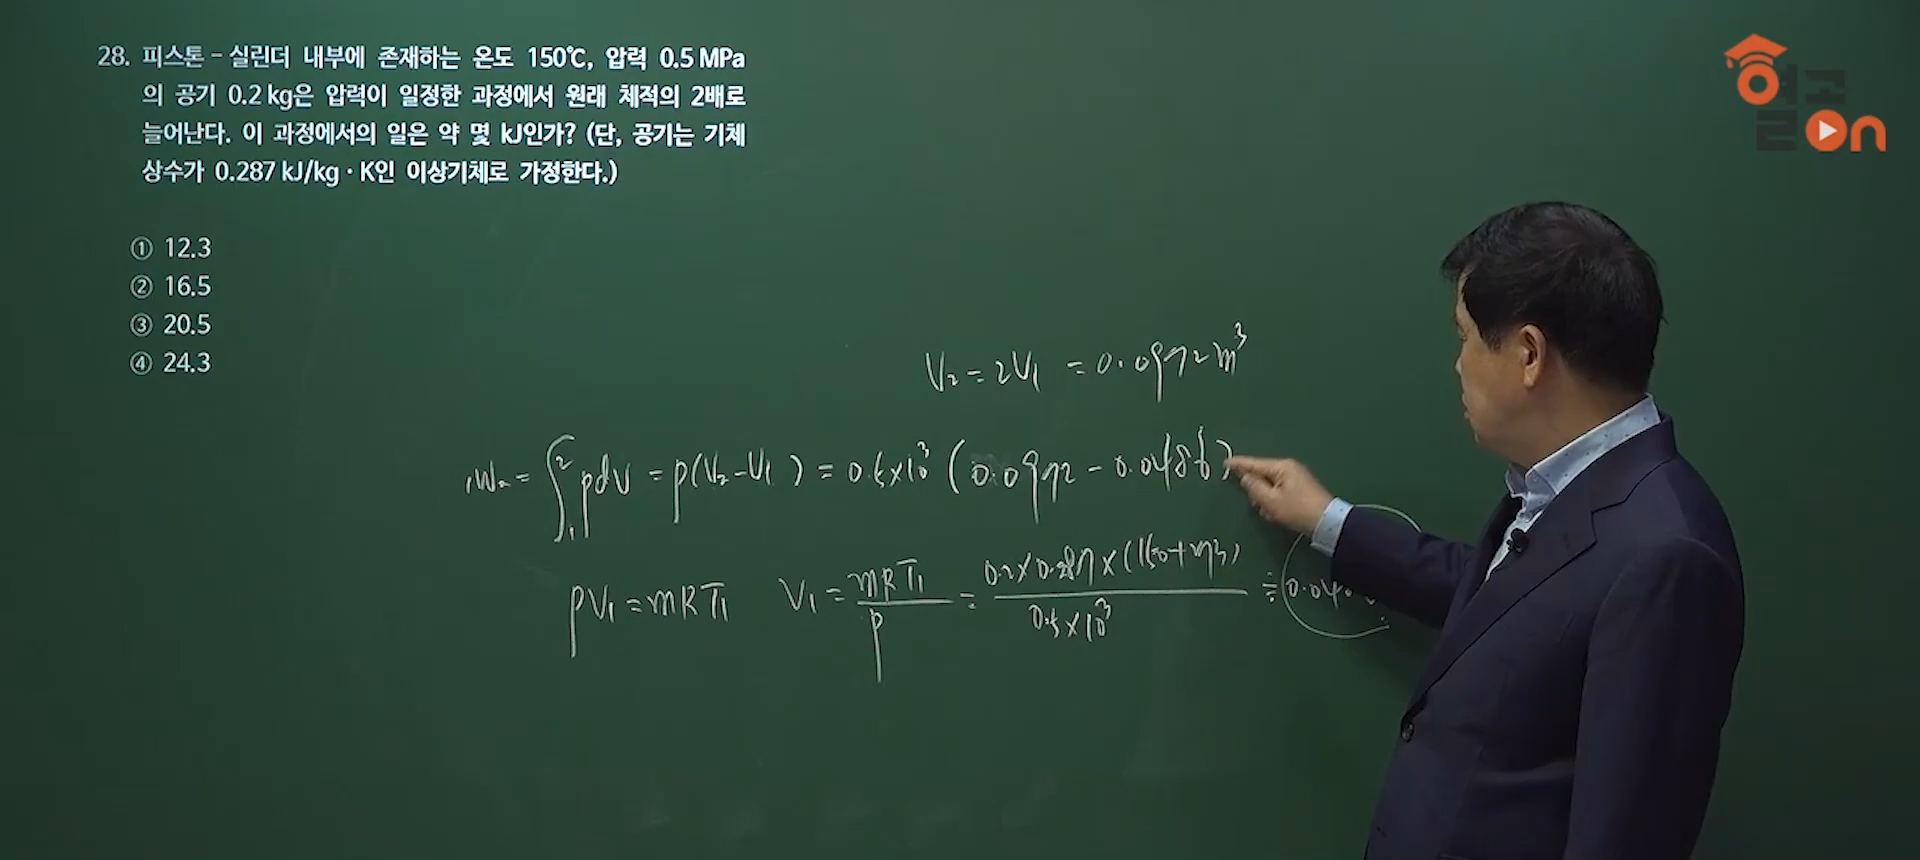 열고
On
28. 피스톤-실린더 내부에 존재하는 온도 150℃, 압력 0.5 MPa
의 공기 0.2 kg은 압력이 일정한 과정에서 원래 체적의 2배로
늘어난다. 이 과정에서의 일은 약 몇 kJ인가? (단, 공기는 기체
상수가 0.287 kJ/kg · K인 이상기체로 가정한다.)
① 12.3
② 16.5
③ 20.5
④ 24.3
V₂ = 2V₁ = 0.0972 m³
₁W₂ = ∫₁² pdV = p(V₂-V₁) = 0.5×10³ (0.0972 - 0.0486)
pV₁ = mRT₁ V₁ = mRT₁/p = 0.2×0.287×(150+273)/0.5×10³ ≒